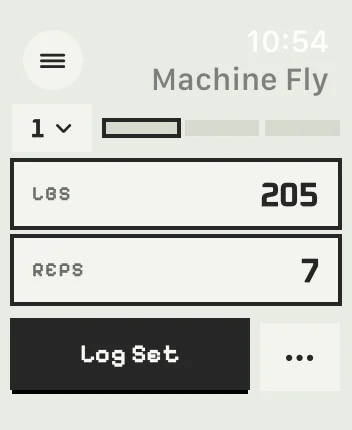 10:54
Machine Fly
1
LBS
205
REPS
7
Log Set